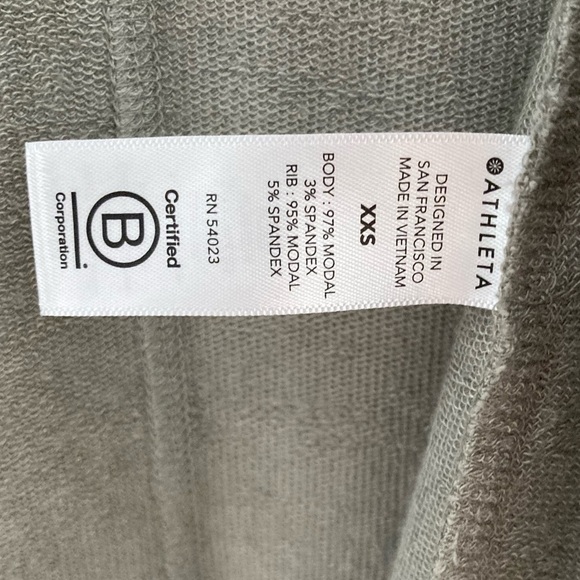 ATHLETA
DESIGNED IN
SAN FRANCISCO
MADE IN VIETNAM
XXS
BODY : 97% MODAL
3% SPANDEX
RIB : 95% MODAL
5% SPANDEX
RN 54023
Certified
B
Corporation